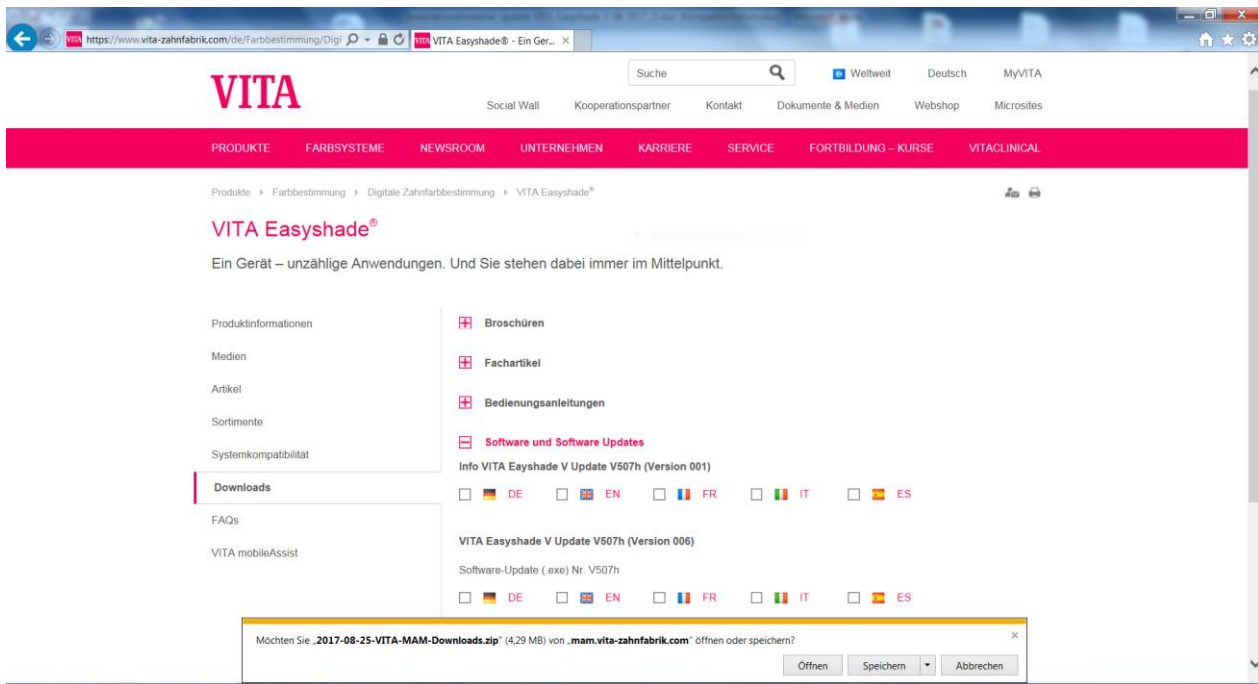 https://www.vita-zahnfabrik.com/de/Farbbestimmung/Digi
VITA VITA Easyshade® - Ein Ger...
VITA
Suche
Weltweit Deutsch MyVITA
Social Wall Kooperationspartner Kontakt Dokumente & Medien Webshop Microsites
PRODUKTE FARBSYSTEME NEWSROOM UNTERNEHMEN KARRIERE SERVICE FORTBILDUNG – KURSE VITACLINICAL
Produkte Farbbestimmung Digitale Zahnfarbbestimmung VITA Easyshade®
VITA Easyshade®
Ein Gerät – unzählige Anwendungen. Und Sie stehen dabei immer im Mittelpunkt.
Produktinformationen
Medien
Artikel
Sortimente
Systemkompatibilität
Downloads
FAQs
VITA mobileAssist
Broschüren
Fachartikel
Bedienungsanleitungen
Software und Software Updates
Info VITA Eayshade V Update V507h (Version 001)
DE EN FR IT ES
VITA Easyshade V Update V507h (Version 006)
Software-Update (.exe) Nr. V507h
DE EN FR IT ES
Möchten Sie „2017-08-25-VITA-MAM-Downloads.zip“ (4,29 MB) von „mam.vita-zahnfabrik.com“ öffnen oder speichern?
Öffnen Speichern Abbrechen